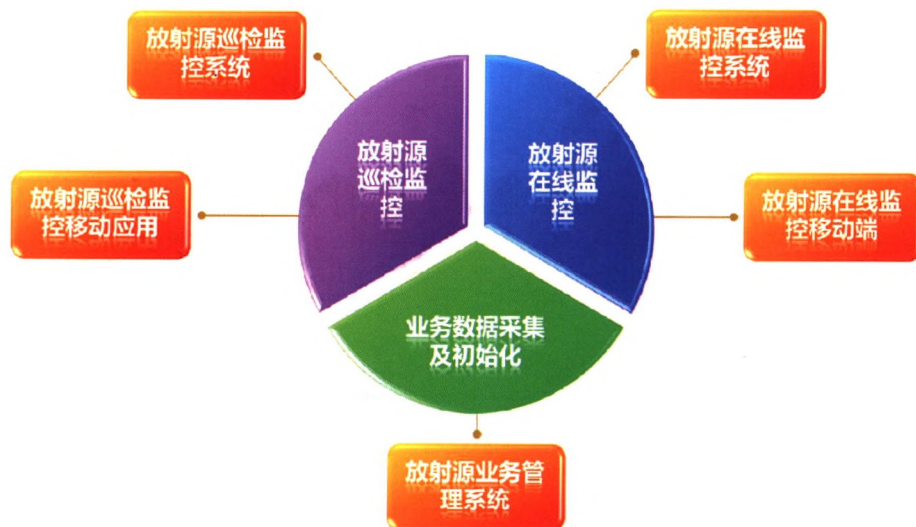 放射源巡检监
控系统
放射源在线监
控系统
放射源
巡检监
控
放射源
在线监
控
放射源巡检监
控移动应用
放射源在线监
控移动端
业务数据采集
及初始化
放射源业务管
理系统